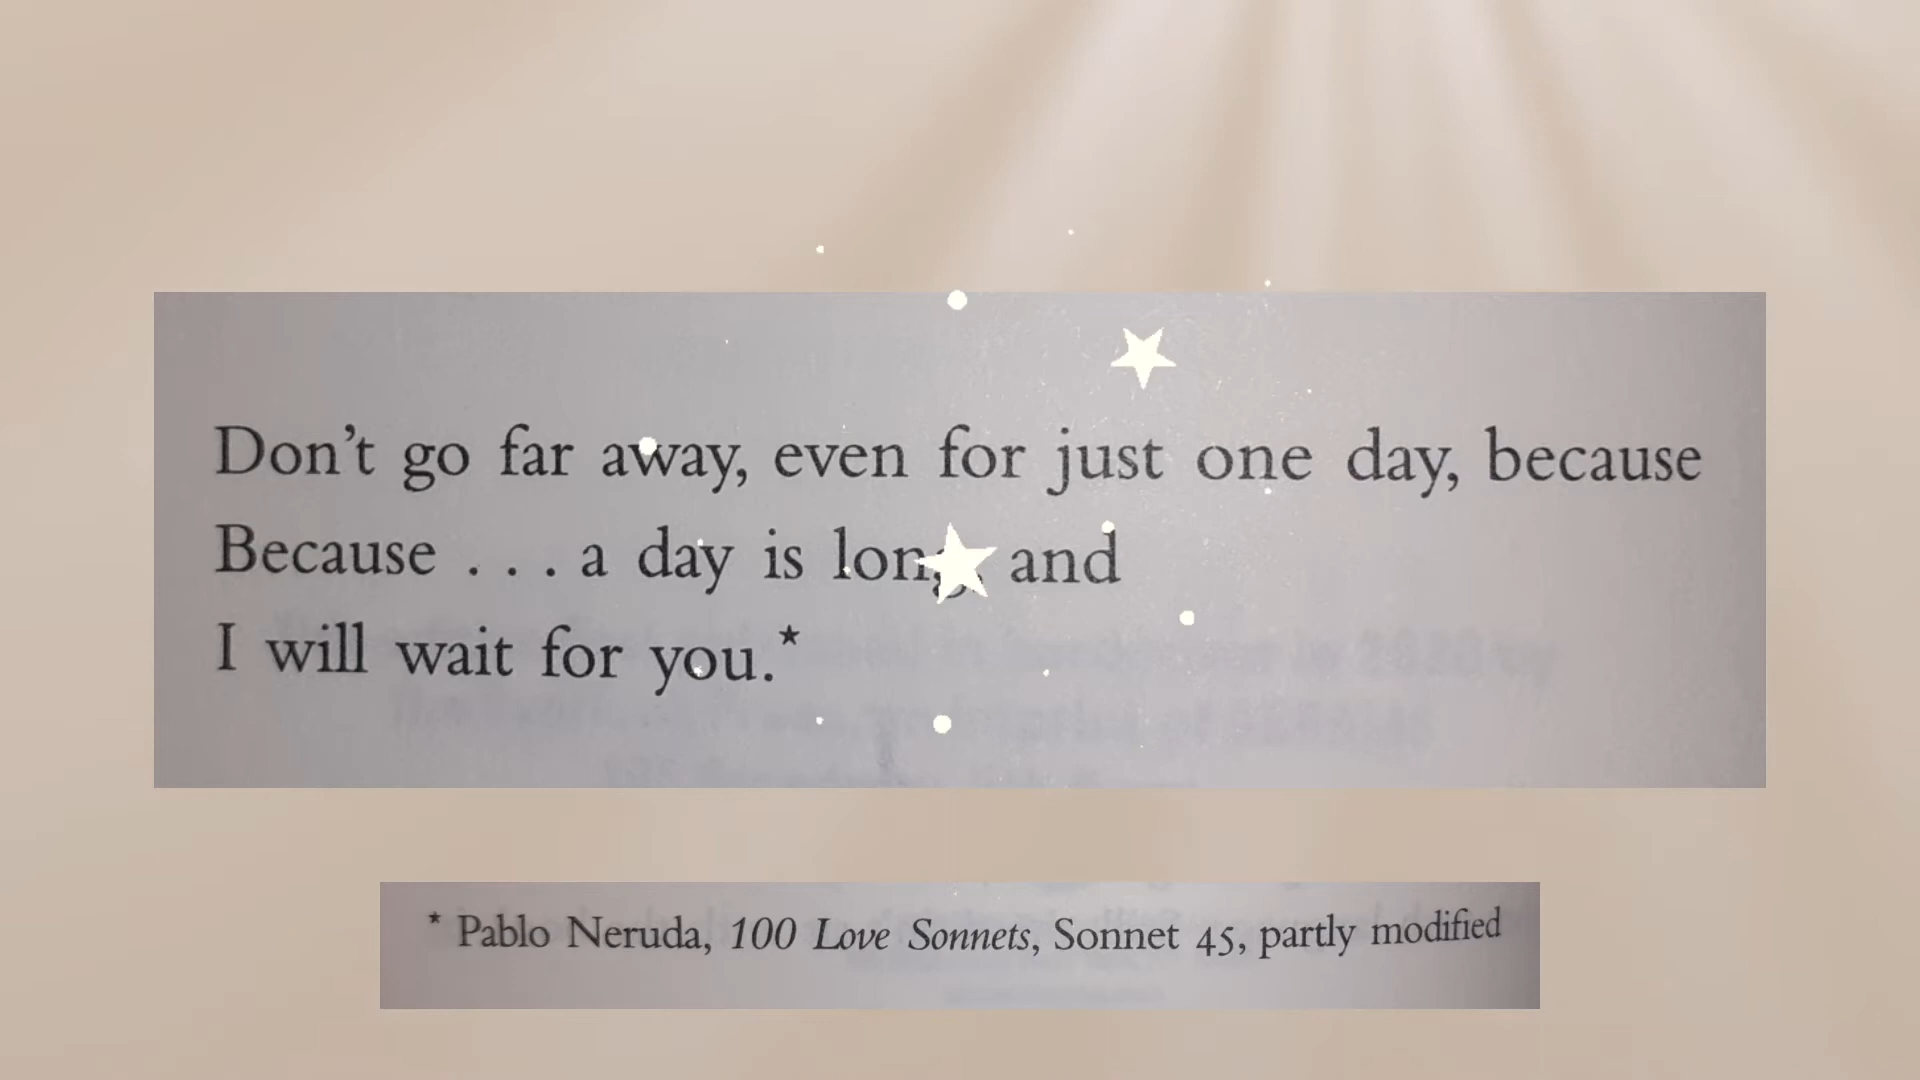 Don't go far away, even for just one day, because
Because . . . a day is long, and
I will wait for you.*
* Pablo Neruda, 100 Love Sonnets, Sonnet 45, partly modified